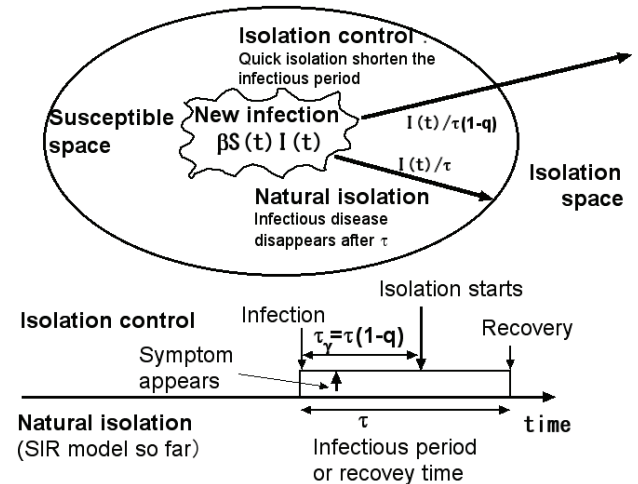 Isolation control :
Quick isolation shorten the
infectious period
Susceptible
space
New infection
βS(t) I(t)
I(t)/τ(1-q)
I(t)/τ
Natural isolation
Infectious disease
disappears after τ
Isolation
space
Isolation starts
Isolation control
Infection
τγ=τ(1-q)
Recovery
Symptom
appears
τ
time
Natural isolation
(SIR model so far)
Infectious period
or recovey time